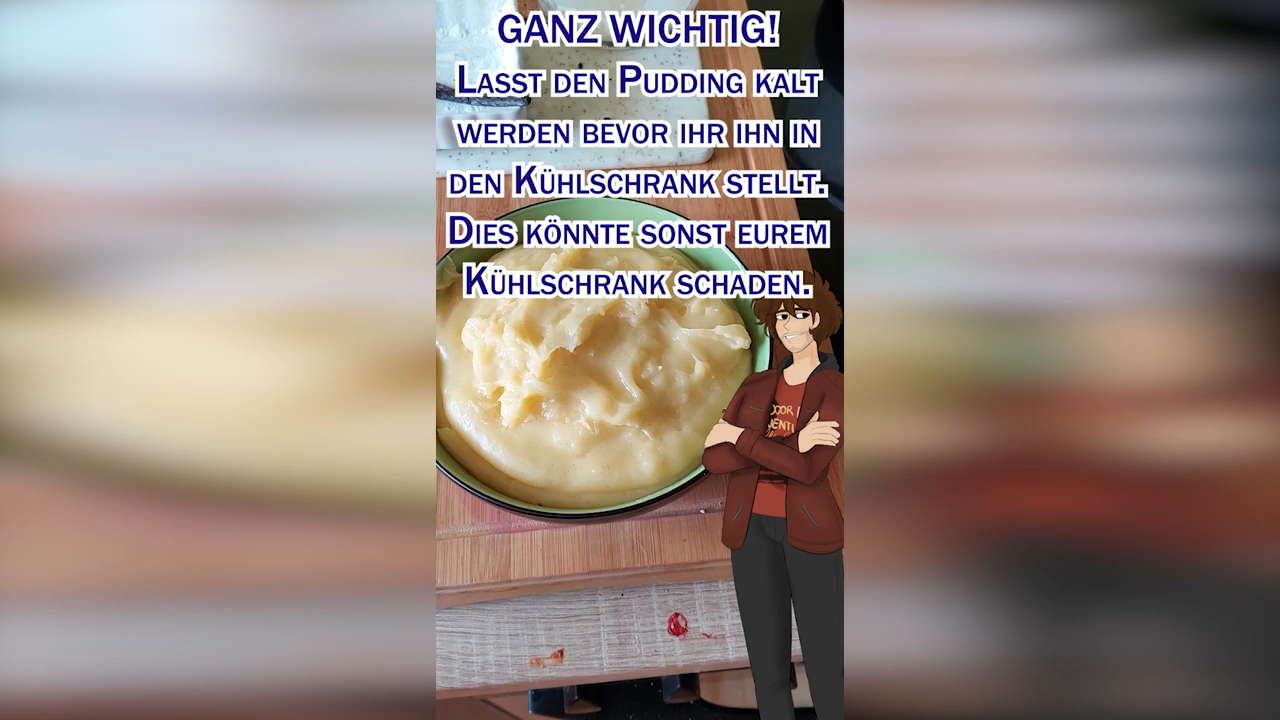 GANZ WICHTIG!
Lasst den Pudding kalt
werden bevor ihr ihn in
den Kühlschrank stellt.
Dies könnte sonst eurem
Kühlschrank schaden.